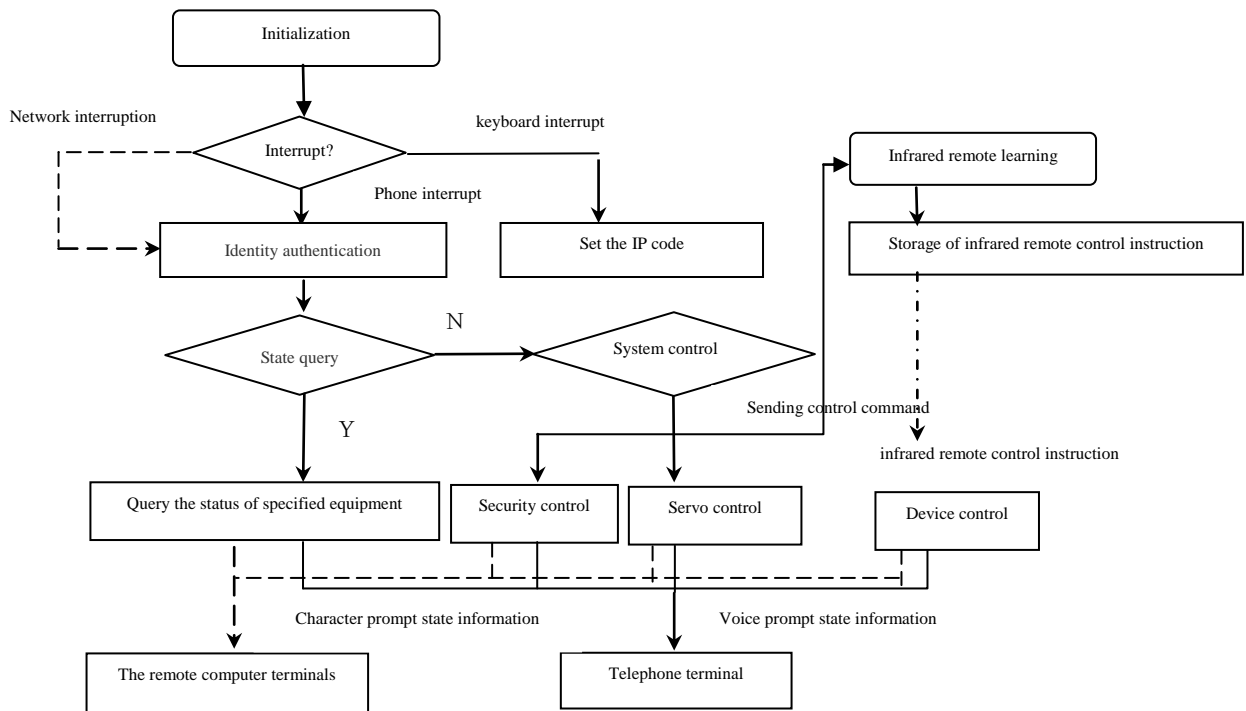 Initialization
Network interruption
keyboard interrupt
Interrupt?
Infrared remote learning
Phone interrupt
Identity authentication
Set the IP code
Storage of infrared remote control instruction
N
State query
System control
Sending control command
Y
infrared remote control instruction
Query the status of specified equipment
Security control
Servo control
Device control
Character prompt state information
Voice prompt state information
The remote computer terminals
Telephone terminal